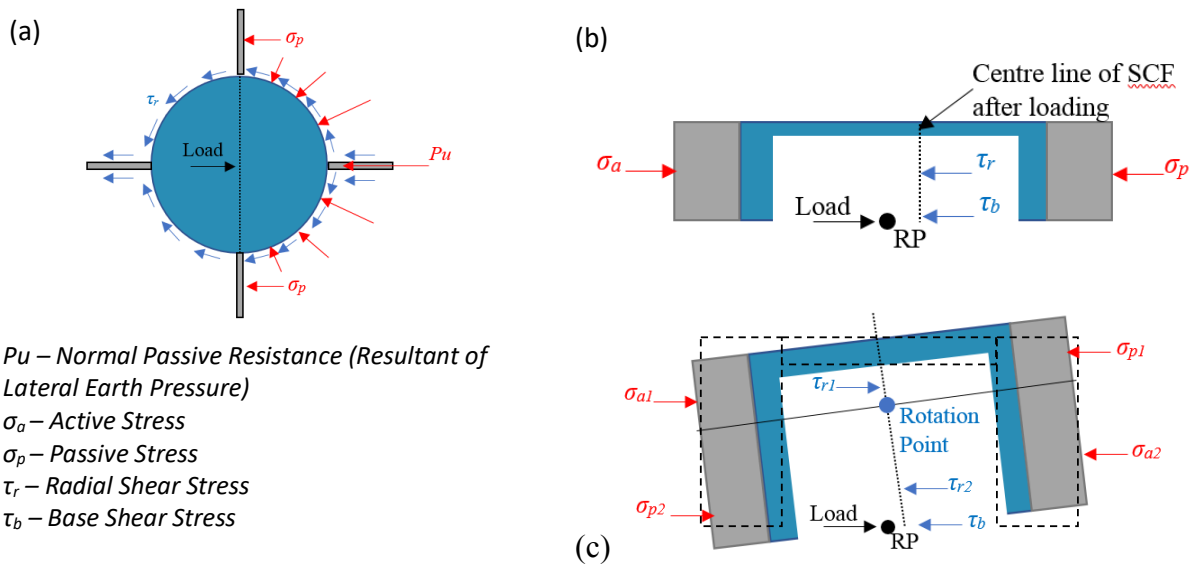 (a)
σp
τr
Load
Pu
σp
Pu – Normal Passive Resistance (Resultant of
Lateral Earth Pressure)
σa – Active Stress
σp – Passive Stress
τr – Radial Shear Stress
τb – Base Shear Stress
(b)
Centre line of SCF
after loading
σa
τr
σp
Load
τb
RP
σp1
τr1
σa1
Rotation
Point
σa2
τr2
σp2
Load
τb
RP
(c)